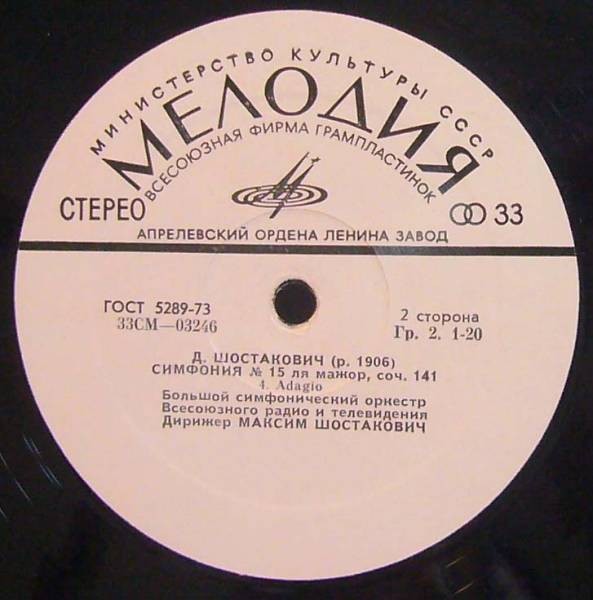 МИНИСТЕРСТВО КУЛЬТУРЫ СССР
МЕЛОДИЯ
ВСЕСОЮЗНАЯ ФИРМА ГРАМПЛАСТИНОК
СТЕРЕО
33
АПРЕЛЕВСКИЙ ОРДЕНА ЛЕНИНА ЗАВОД
ГОСТ 5289-73
33СМ—03246
2 сторона
Гр. 2. 1-20
Д. ШОСТАКОВИЧ (р. 1906)
СИМФОНИЯ № 15 ля мажор, соч. 141
4. Adagio
Большой симфонический оркестр
Всесоюзного радио и телевидения
Дирижер МАКСИМ ШОСТАКОВИЧ